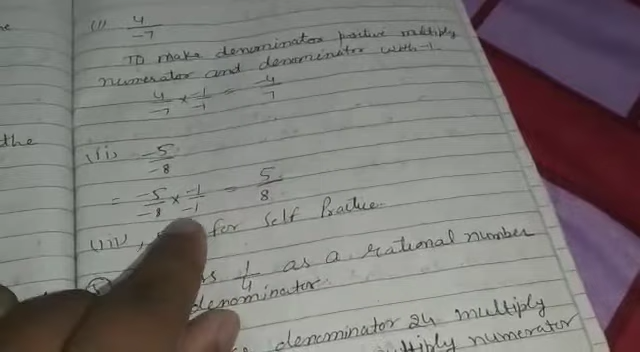 (i) 4/-7
To make denominator positive multiply
numerator and denominator with -1.
4/-7 × -1/-1 = 4/7
the
(ii) -5/-8
= -5/-8 × -1/-1 = 5/8
(iii), for Self Practice.
1/4 as a rational number
denominator.
denominator 24 multiply
multiply numerator